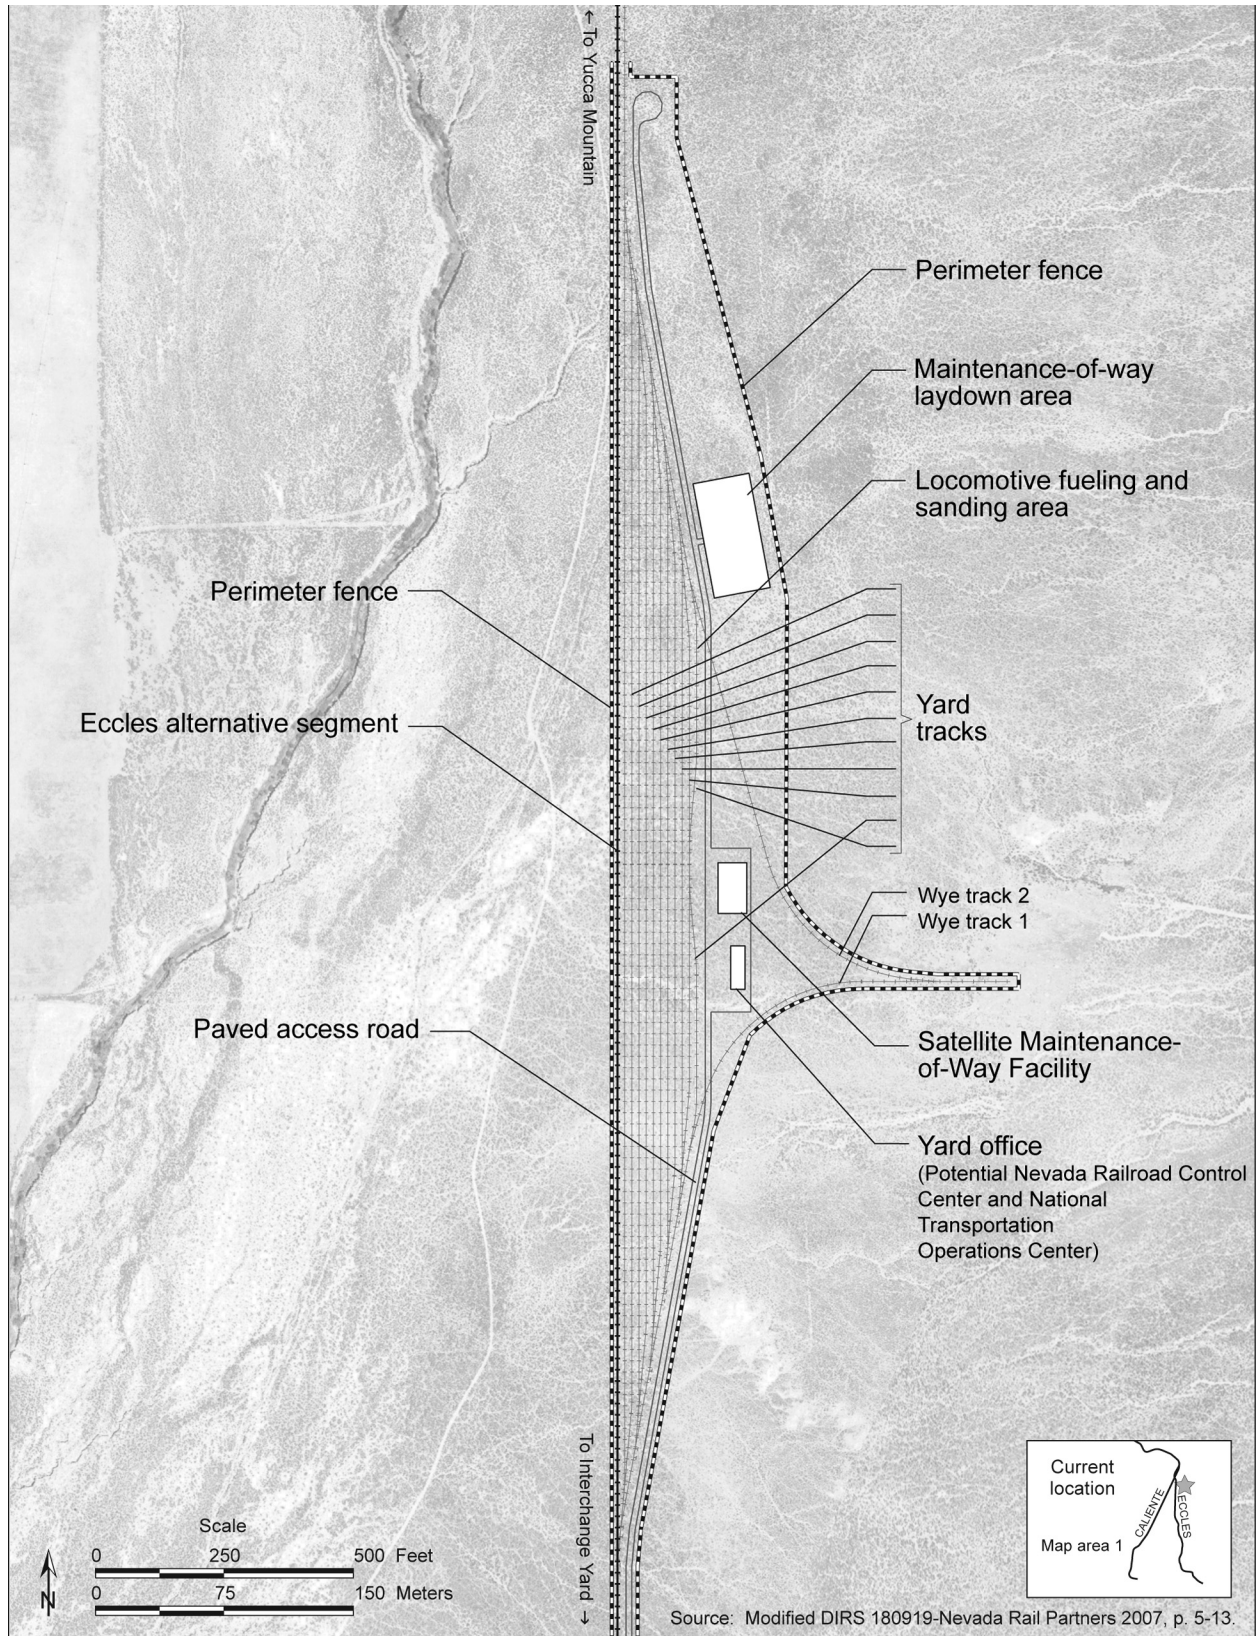 ← To Yucca Mountain
Perimeter fence
Maintenance-of-way
laydown area
Locomotive fueling and
sanding area
Perimeter fence
Yard
tracks
Eccles alternative segment
Wye track 2
Wye track 1
Paved access road
Satellite Maintenance-
of-Way Facility
Yard office
(Potential Nevada Railroad Control
Center and National
Transportation
Operations Center)
To Interchange Yard →
Current
location
CALIENTE
ECCLES
Map area 1
Scale
0 250 500 Feet
0 75 150 Meters
N
Source: Modified DIRS 180919-Nevada Rail Partners 2007, p. 5-13.